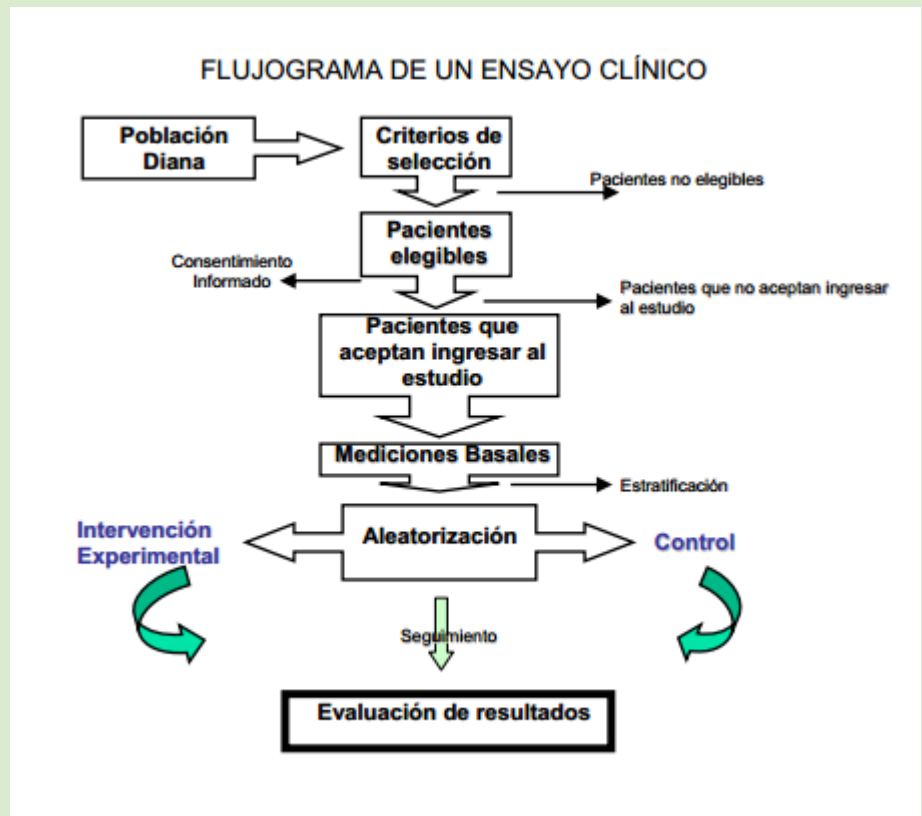 FLUJOGRAMA DE UN ENSAYO CLÍNICO
Población
Diana
Criterios de
selección
Pacientes no elegibles
Pacientes
elegibles
Consentimiento
Informado
Pacientes que no aceptan ingresar
al estudio
Pacientes que
aceptan ingresar al
estudio
Mediciones Basales
Estratificación
Intervención
Experimental
Aleatorización
Control
Seguimiento
Evaluación de resultados